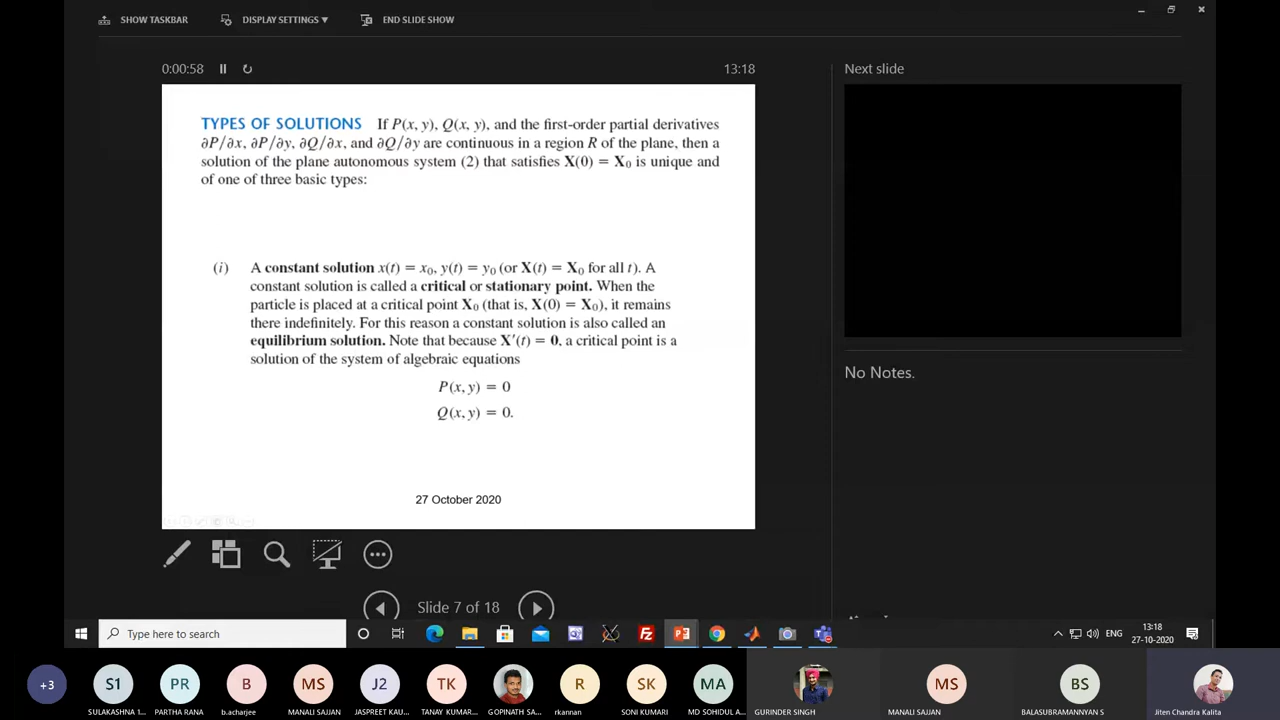 SHOW TASKBAR DISPLAY SETTINGS ▼ END SLIDE SHOW
0:00:58 13:18
Next slide
TYPES OF SOLUTIONS If P(x, y), Q(x, y), and the first-order partial derivatives
∂P/∂x, ∂P/∂y, ∂Q/∂x, and ∂Q/∂y are continuous in a region R of the plane, then a
solution of the plane autonomous system (2) that satisfies X(0) = X₀ is unique and
of one of three basic types:
(i) A constant solution x(t) = x₀, y(t) = y₀ (or X(t) = X₀ for all t). A
constant solution is called a critical or stationary point. When the
particle is placed at a critical point X₀ (that is, X(0) = X₀), it remains
there indefinitely. For this reason a constant solution is also called an
equilibrium solution. Note that because X′(t) = 0, a critical point is a
solution of the system of algebraic equations
P(x, y) = 0
Q(x, y) = 0.
27 October 2020
No Notes.
Slide 7 of 18
Type here to search
ENG
13:18
27-10-2020
+3 S1 PR B MS J2 TK R SK MA MS BS
SULAKASHNA 1... PARTHA RANA b.acharjee MANALI SAJJAN JASPREET KAU... TANAY KUMAR... GOPINATH SA... rkannan SONI KUMARI MD SOHIDUL A... GURINDER SINGH MANALI SAJJAN BALASUBRAMANNYAN S Jiten Chandra Kalita